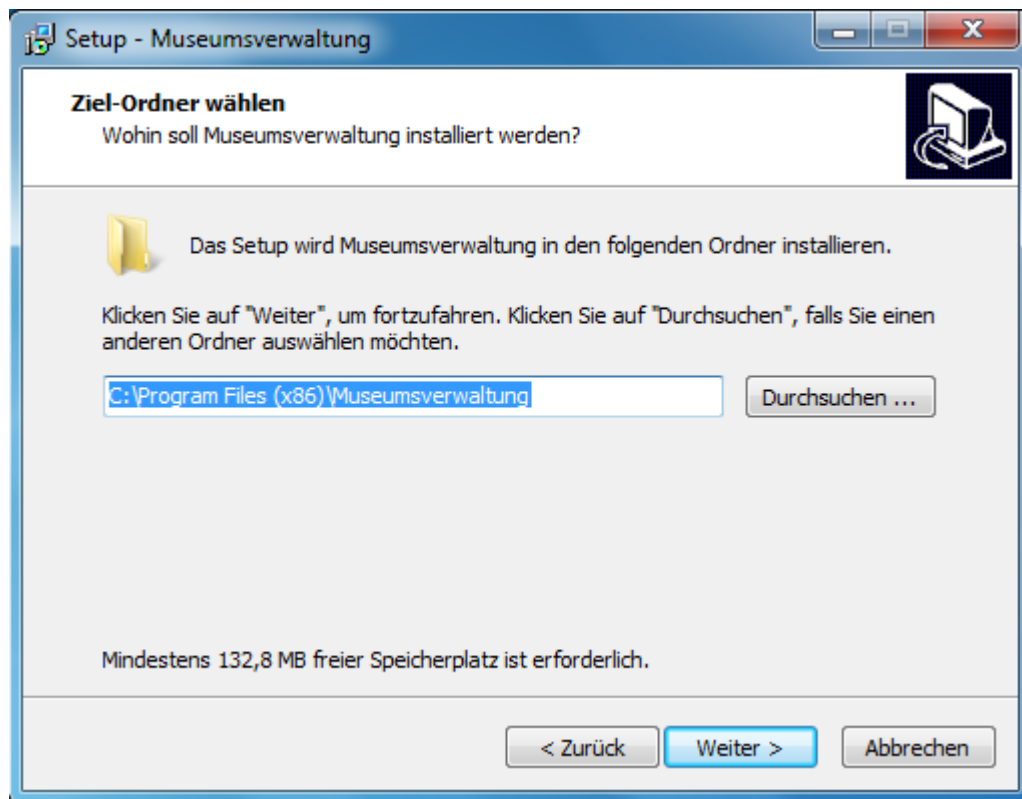 Setup - Museumsverwaltung
Ziel-Ordner wählen
Wohin soll Museumsverwaltung installiert werden?
Das Setup wird Museumsverwaltung in den folgenden Ordner installieren.
Klicken Sie auf "Weiter", um fortzufahren. Klicken Sie auf "Durchsuchen", falls Sie einen
anderen Ordner auswählen möchten.
C:\Program Files (x86)\Museumsverwaltung
Durchsuchen ...
Mindestens 132,8 MB freier Speicherplatz ist erforderlich.
< Zurück
Weiter >
Abbrechen